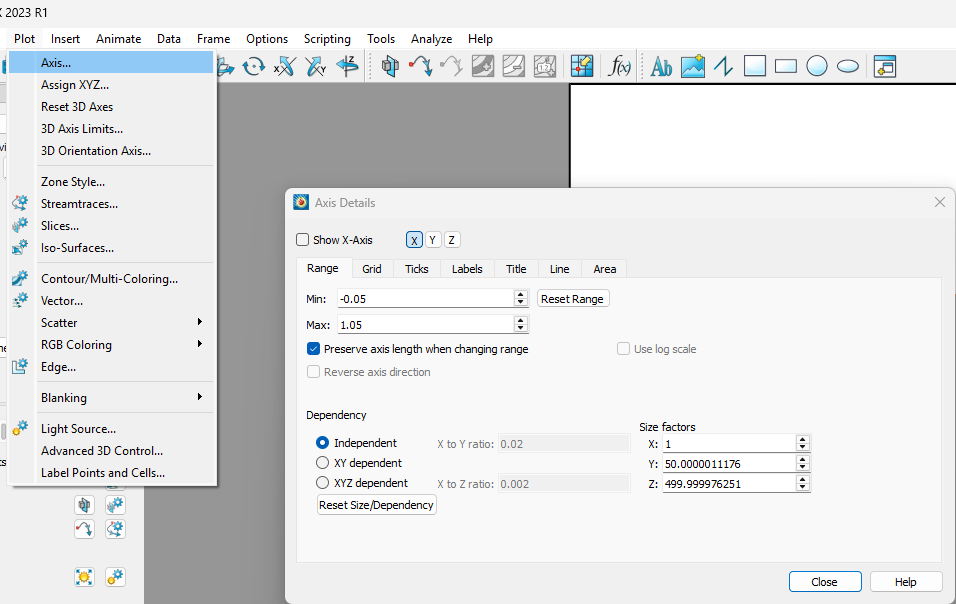 X 2023 R1
Plot Insert Animate Data Frame Options Scripting Tools Analyze Help
Axis...
Assign XYZ...
Reset 3D Axes
3D Axis Limits...
3D Orientation Axis...
Zone Style...
Streamtraces...
Slices...
Iso-Surfaces...
Contour/Multi-Coloring...
Vector...
Scatter
RGB Coloring
Edge...
Blanking
Light Source...
Advanced 3D Control...
Label Points and Cells...
f(x) Ab
Axis Details
Show X-Axis X Y Z
Range Grid Ticks Labels Title Line Area
Min: -0.05 Reset Range
Max: 1.05
Preserve axis length when changing range Use log scale
Reverse axis direction
Dependency
Size factors
Independent X to Y ratio: 0.02 X: 1
XY dependent Y: 50.0000011176
XYZ dependent X to Z ratio: 0.002 Z: 499.999976251
Reset Size/Dependency
Close Help